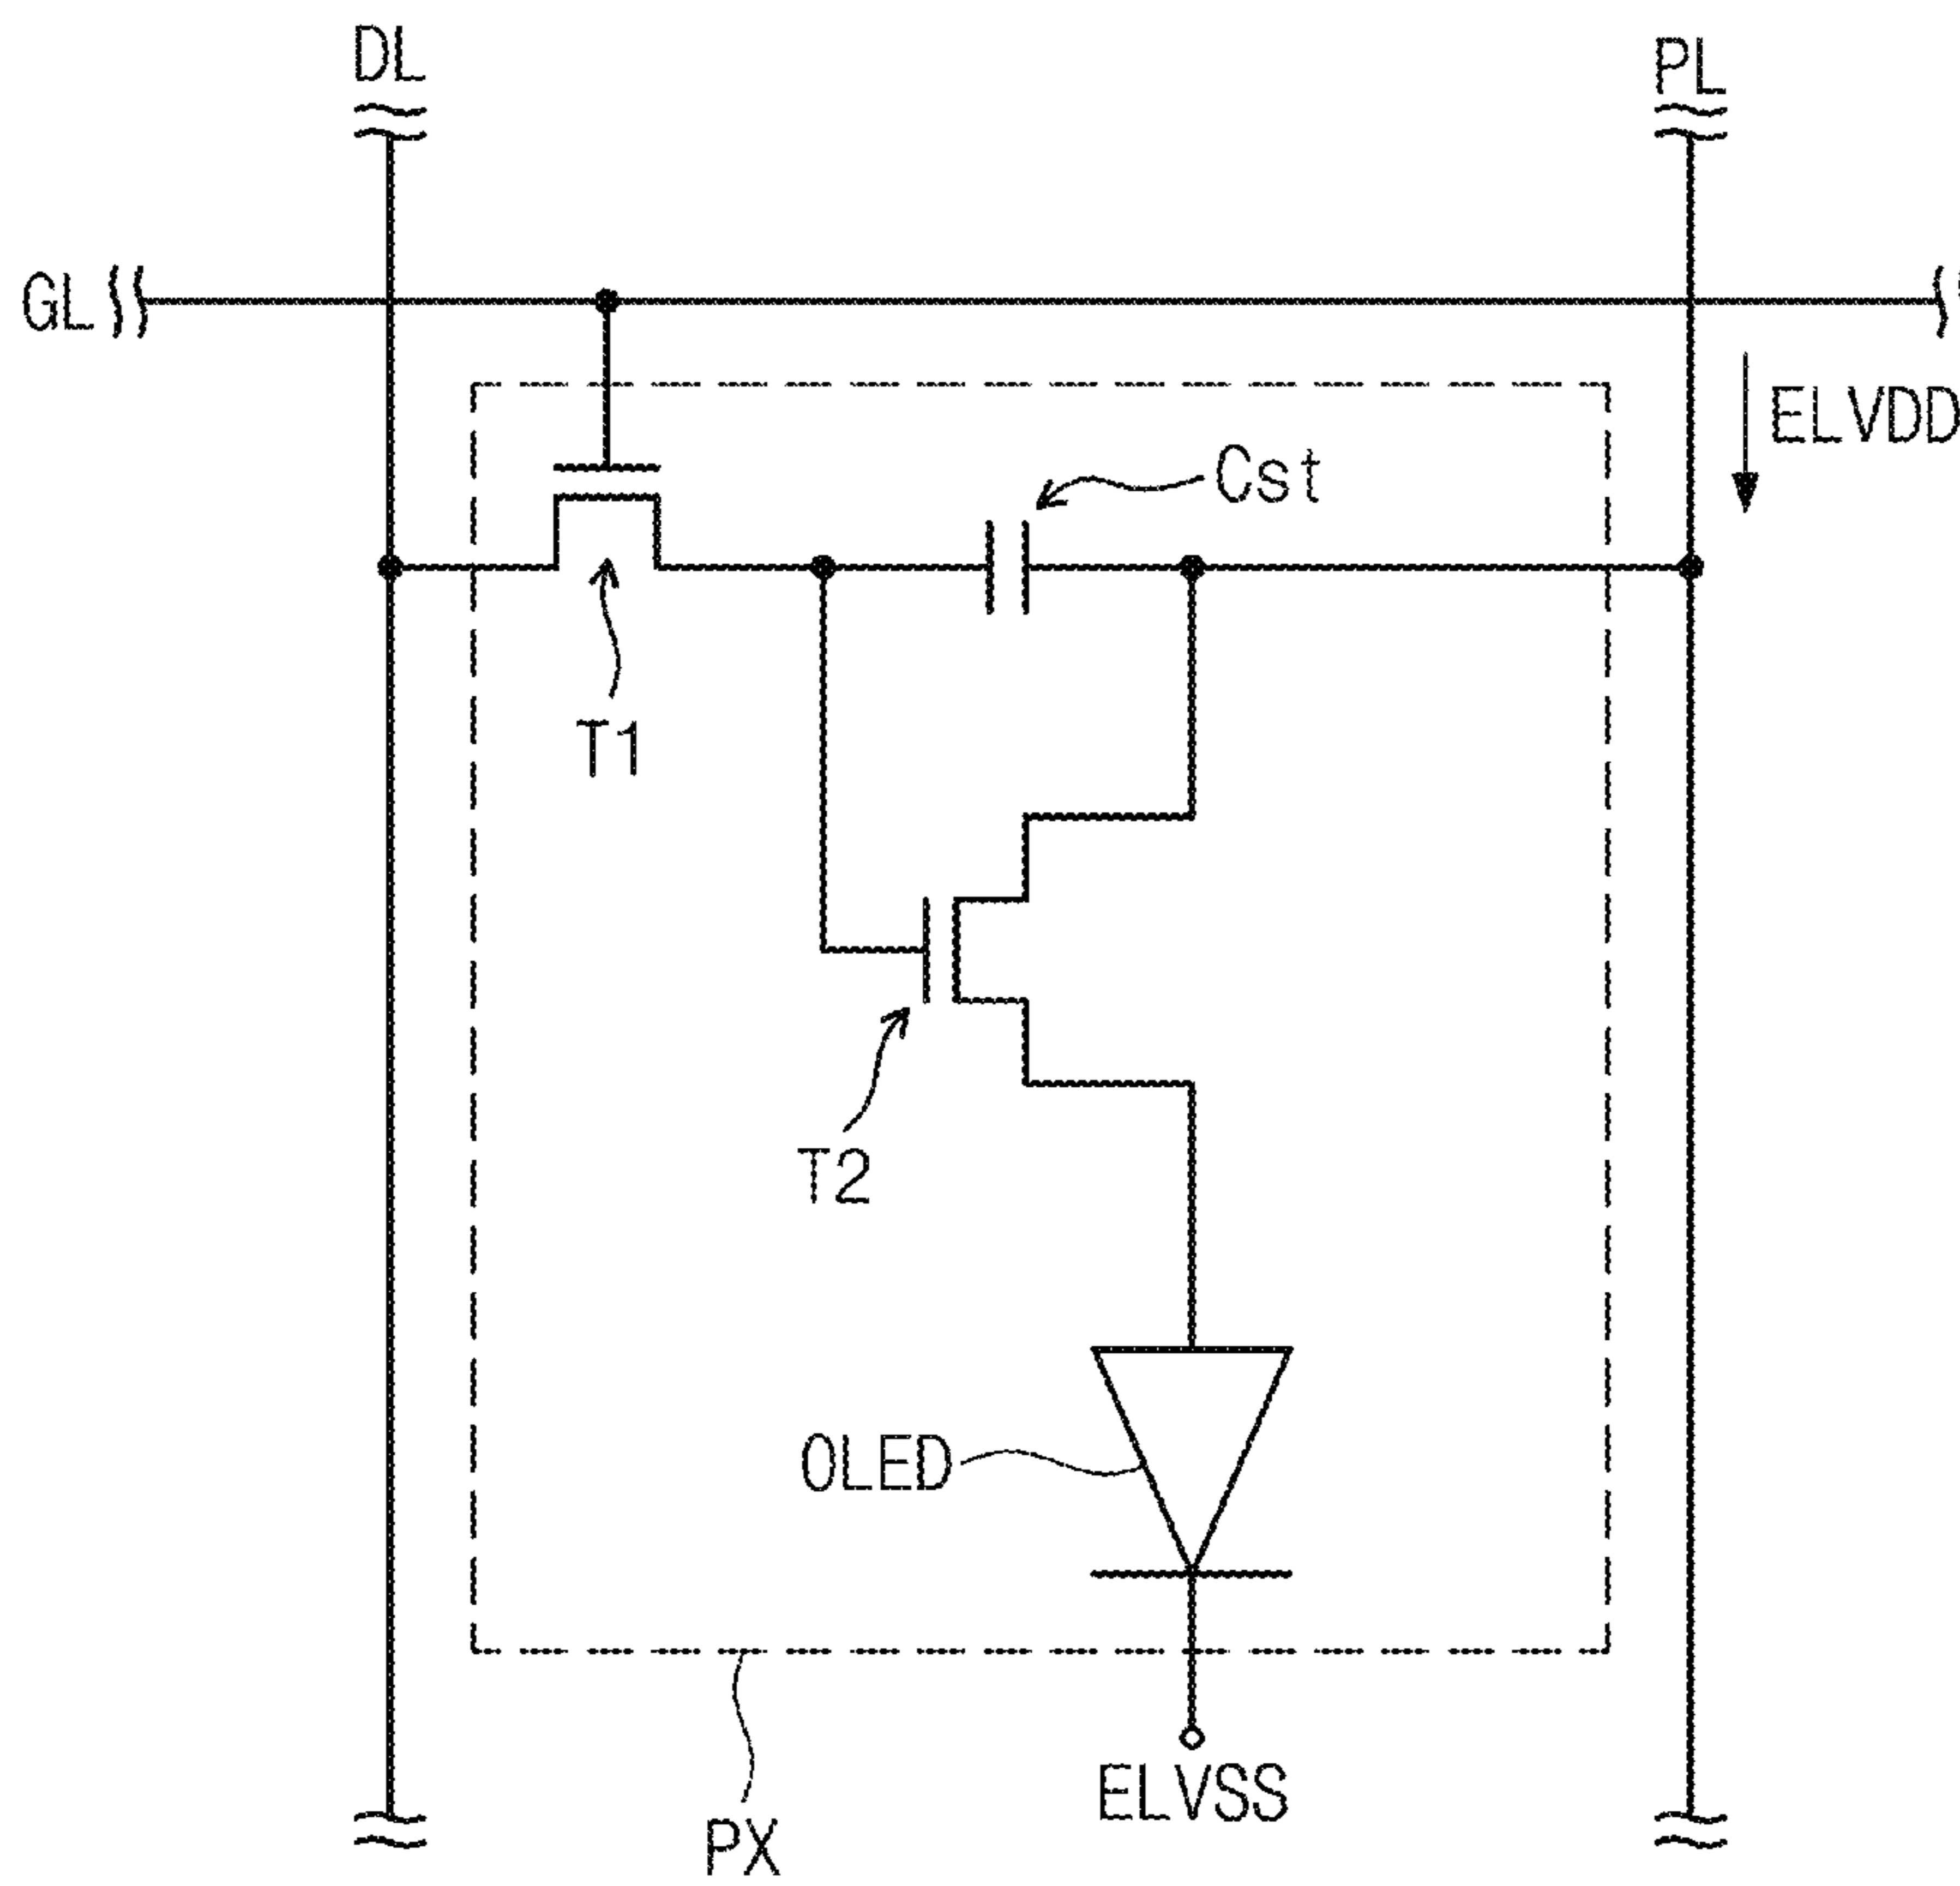 DL
PL
GL
ELVDD
Cst
T1
T2
OLED
ELVSS
PX